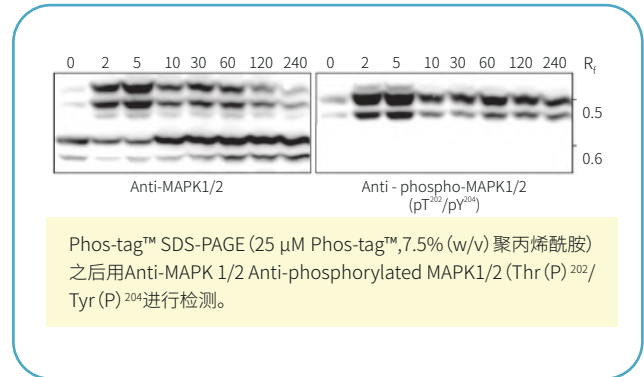 0 2 5 10 30 60 120 240 0 2 5 10 30 60 120 240 Rf
0.5
0.6
Anti-MAPK1/2 Anti - phospho-MAPK1/2
(pT202/pY204)
Phos-tag™ SDS-PAGE（25 μM Phos-tag™,7.5%（w/v）聚丙烯酰胺）
之后用Anti-MAPK 1/2 Anti-phosphorylated MAPK1/2（Thr（P）202/
Tyr（P）204进行检测。